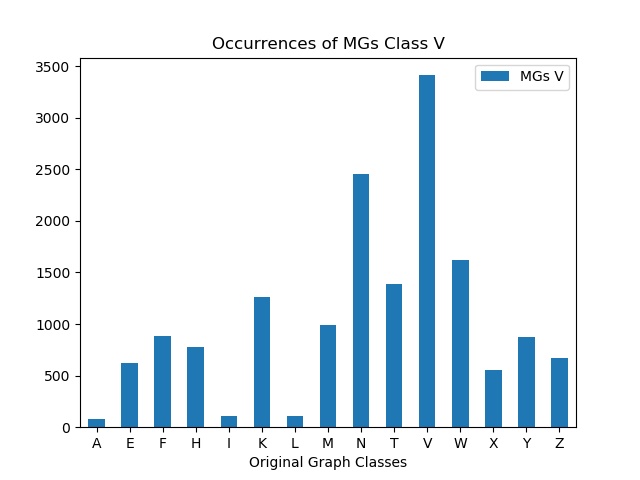 Occurrences of MGs Class V
MGs V
3500
3000
2500
2000
1500
1000
500
0
A E F H I K L M N T V W X Y Z
Original Graph Classes